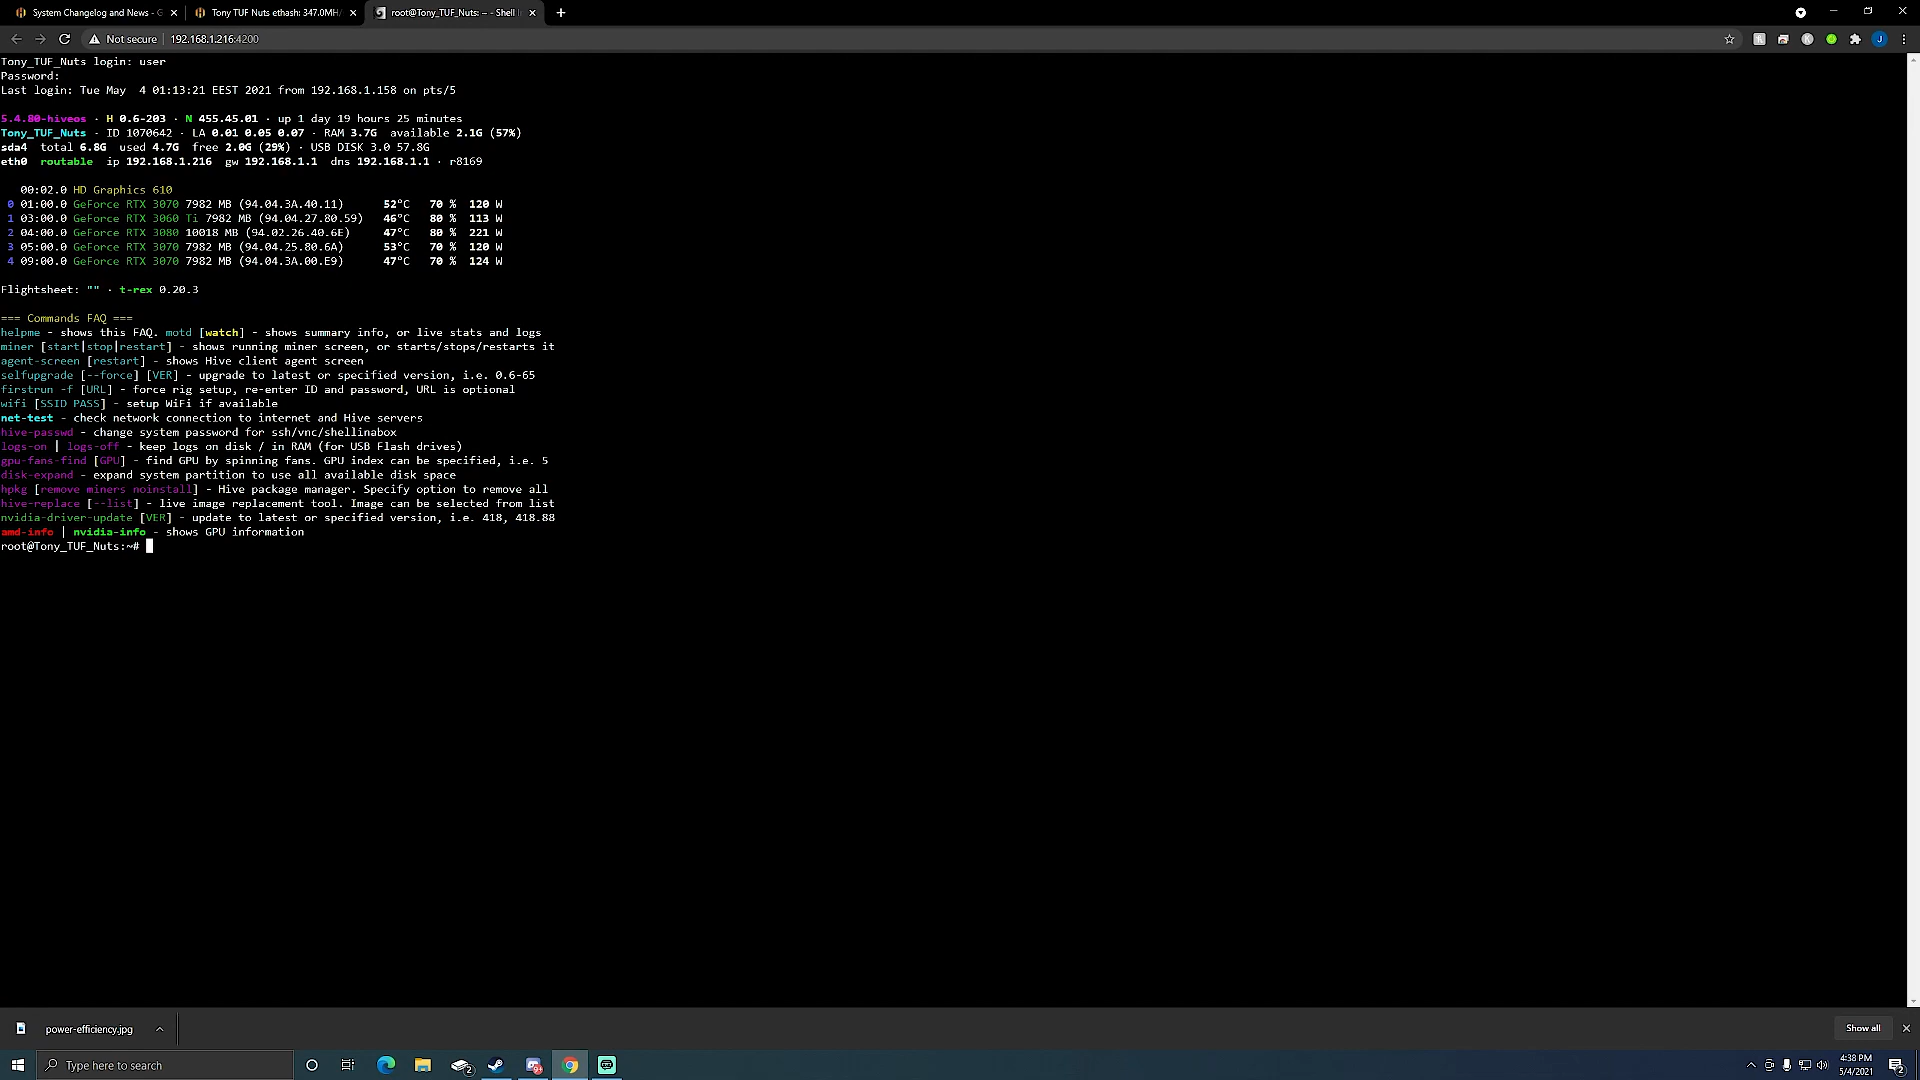 System Changelog and News - G
Tony TUF Nuts ethash: 347.0MH/
root@Tony_TUF_Nuts: ~ - Shell I
Not secure | 192.168.1.216:4200
Tony_TUF_Nuts login: user
Password:
Last login: Tue May  4 01:13:21 EEST 2021 from 192.168.1.158 on pts/5
5.4.80-hiveos · H 0.6-203 · N 455.45.01 · up 1 day 19 hours 25 minutes
Tony_TUF_Nuts · ID 1070642 · LA 0.01 0.05 0.07 · RAM 3.7G  available 2.1G (57%)
sda4  total 6.8G  used 4.7G  free 2.0G (29%) · USB DISK 3.0 57.8G
eth0  routable  ip 192.168.1.216  gw 192.168.1.1  dns 192.168.1.1 · r8169
00:02.0 HD Graphics 610
0 01:00.0 GeForce RTX 3070 7982 MB (94.04.3A.40.11)  52°C  70 %  120 W
1 03:00.0 GeForce RTX 3060 Ti 7982 MB (94.04.27.80.59)  46°C  80 %  113 W
2 04:00.0 GeForce RTX 3080 10018 MB (94.02.26.40.6E)  47°C  80 %  221 W
3 05:00.0 GeForce RTX 3070 7982 MB (94.04.25.80.6A)  53°C  70 %  120 W
4 09:00.0 GeForce RTX 3070 7982 MB (94.04.3A.00.E9)  47°C  70 %  124 W
Flightsheet: "" · t-rex 0.20.3
=== Commands FAQ ===
helpme - shows this FAQ. motd [watch] - shows summary info, or live stats and logs
miner [start|stop|restart] - shows running miner screen, or starts/stops/restarts it
agent-screen [restart] - shows Hive client agent screen
selfupgrade [--force] [VER] - upgrade to latest or specified version, i.e. 0.6-65
firstrun -f [URL] - force rig setup, re-enter ID and password, URL is optional
wifi [SSID PASS] - setup WiFi if available
net-test - check network connection to internet and Hive servers
hive-passwd - change system password for ssh/vnc/shellinabox
logs-on | logs-off - keep logs on disk / in RAM (for USB Flash drives)
gpu-fans-find [GPU] - find GPU by spinning fans. GPU index can be specified, i.e. 5
disk-expand - expand system partition to use all available disk space
hpkg [remove miners noinstall] - Hive package manager. Specify option to remove all
hive-replace [--list] - live image replacement tool. Image can be selected from list
nvidia-driver-update [VER] - update to latest or specified version, i.e. 418, 418.88
amd-info | nvidia-info - shows GPU information
root@Tony_TUF_Nuts:~#
power-efficiency.jpg
Show all
Type here to search
4:38 PM
5/4/2021